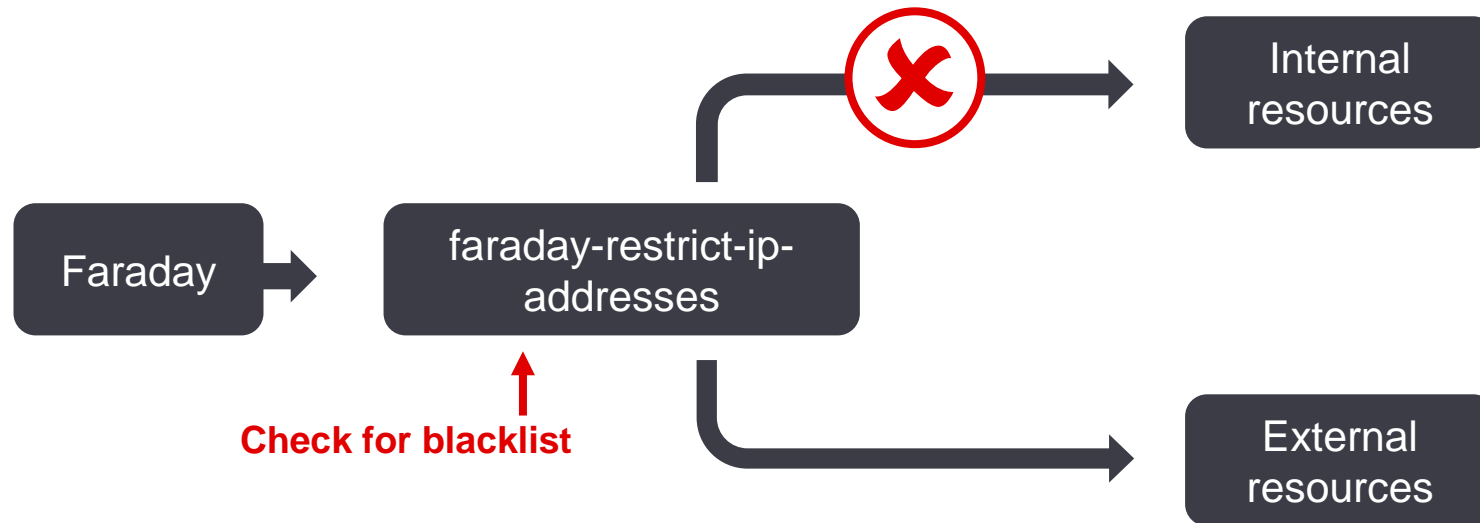 Internal
resources
Faraday
faraday-restrict-ip-
addresses
Check for blacklist
External
resources